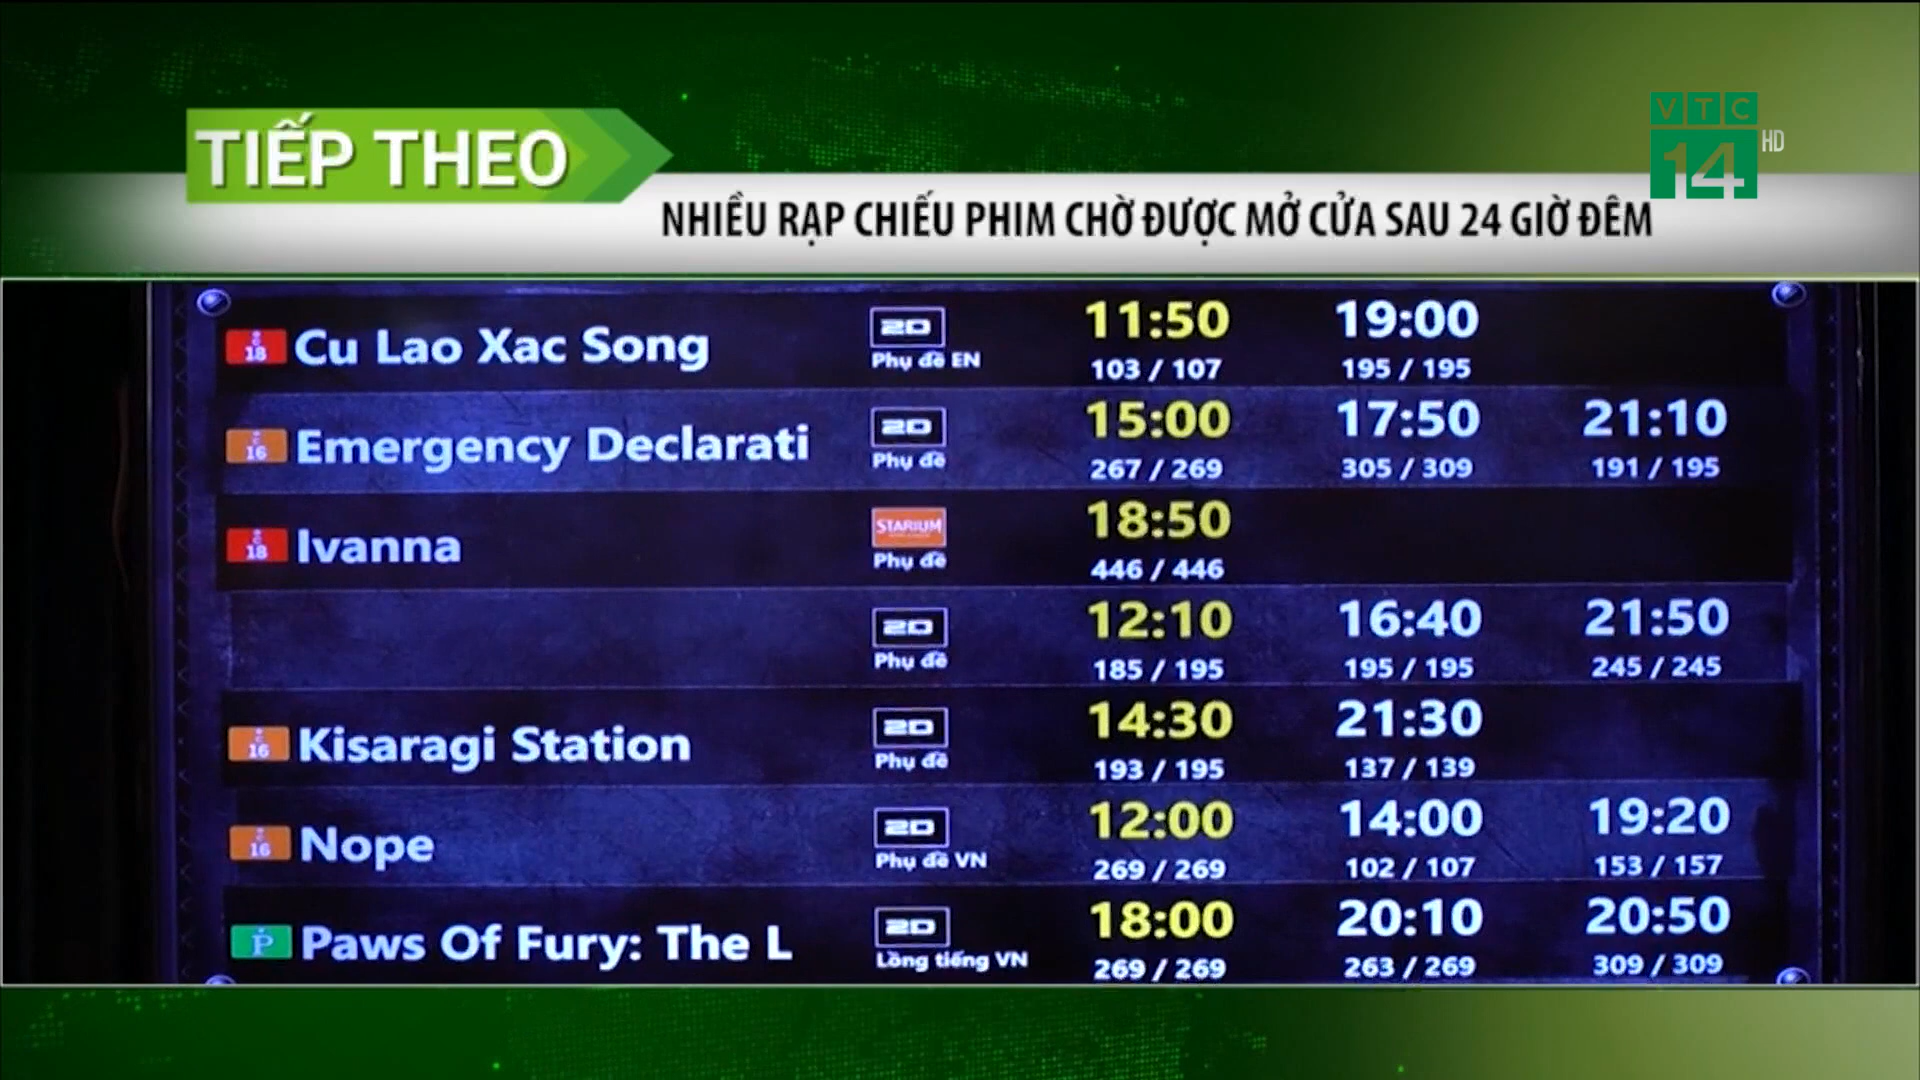 VTC
14 HD
TIẾP THEO
NHIỀU RẠP CHIẾU PHIM CHỜ ĐƯỢC MỞ CỬA SAU 24 GIỜ ĐÊM
C 18 Cu Lao Xac Song 2D 11:50 19:00
Phụ đề EN 103 / 107 195 / 195
C 16 Emergency Declarati 2D 15:00 17:50 21:10
Phụ đề 267 / 269 305 / 309 191 / 195
C 18 Ivanna STARIUM 18:50
Phụ đề 446 / 446
2D 12:10 16:40 21:50
Phụ đề 185 / 195 195 / 195 245 / 245
C 16 Kisaragi Station 2D 14:30 21:30
Phụ đề 193 / 195 137 / 139
C 16 Nope 2D 12:00 14:00 19:20
Phụ đề VN 269 / 269 102 / 107 153 / 157
P Paws Of Fury: The L 2D 18:00 20:10 20:50
Lồng tiếng VN 269 / 269 263 / 269 309 / 309